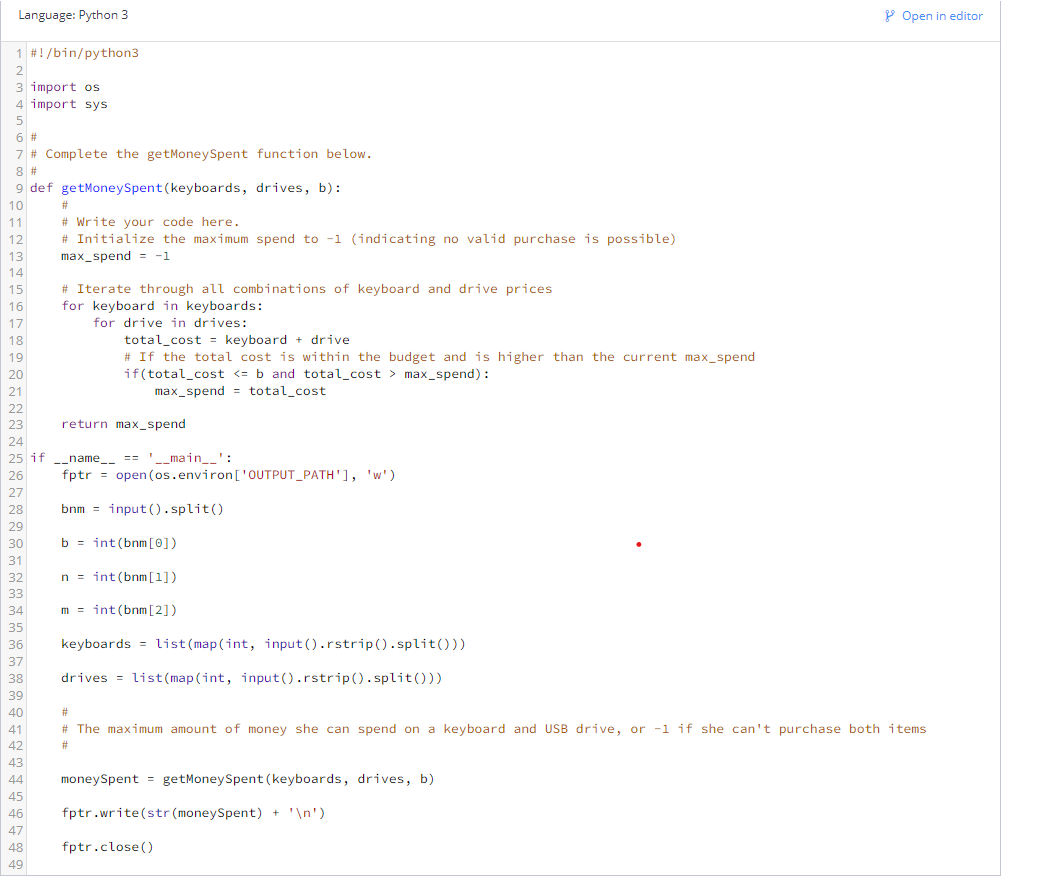 Language: Python 3
Open in editor
1 #!/bin/python3
2
3 import os
4 import sys
5
6 #
7 # Complete the getMoneySpent function below.
8 #
9 def getMoneySpent(keyboards, drives, b):
10     #
11     # Write your code here.
12     # Initialize the maximum spend to -1 (indicating no valid purchase is possible)
13     max_spend = -1
14
15     # Iterate through all combinations of keyboard and drive prices
16     for keyboard in keyboards:
17         for drive in drives:
18             total_cost = keyboard + drive
19             # If the total cost is within the budget and is higher than the current max_spend
20             if(total_cost <= b and total_cost > max_spend):
21                 max_spend = total_cost
22
23     return max_spend
24
25 if __name__ == '__main__':
26     fptr = open(os.environ['OUTPUT_PATH'], 'w')
27
28     bnm = input().split()
29
30     b = int(bnm[0])
31
32     n = int(bnm[1])
33
34     m = int(bnm[2])
35
36     keyboards = list(map(int, input().rstrip().split()))
37
38     drives = list(map(int, input().rstrip().split()))
39
40     #
41     # The maximum amount of money she can spend on a keyboard and USB drive, or -1 if she can't purchase both items
42     #
43
44     moneySpent = getMoneySpent(keyboards, drives, b)
45
46     fptr.write(str(moneySpent) + '\n')
47
48     fptr.close()
49